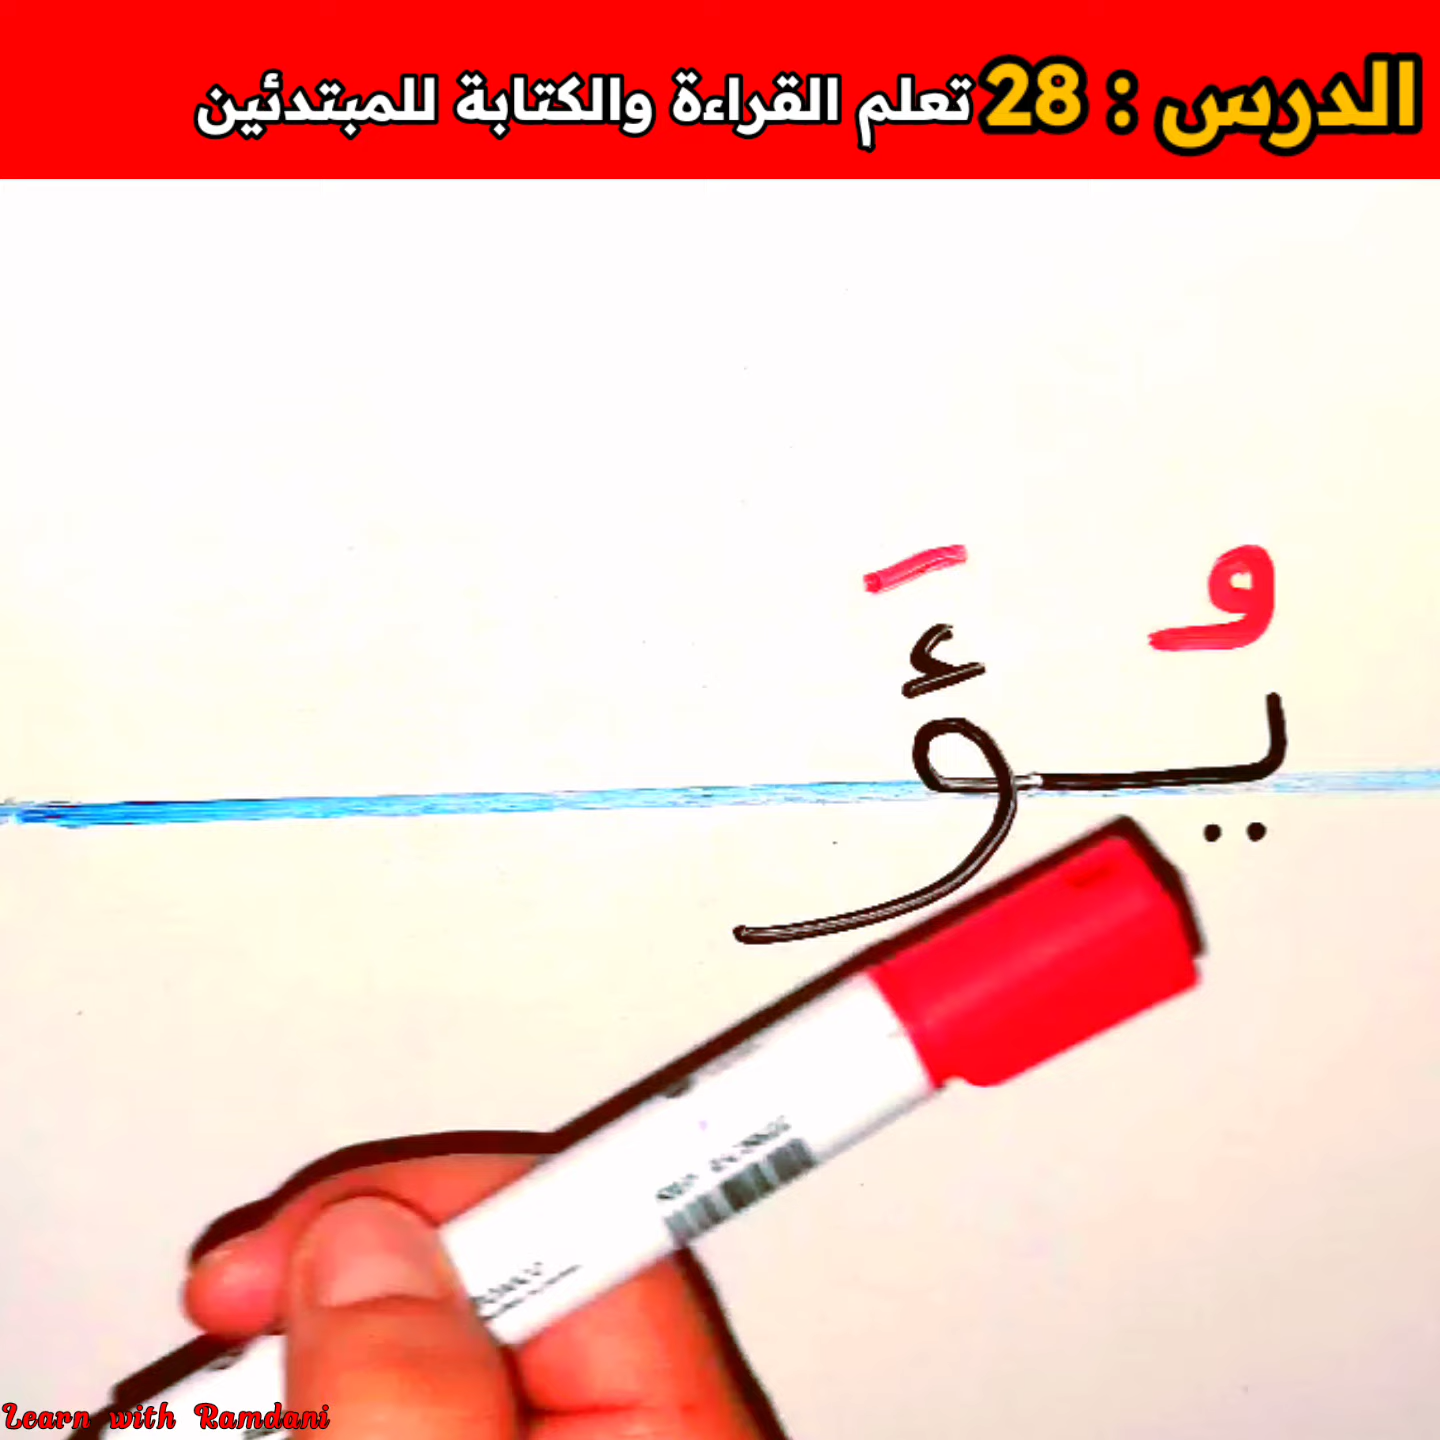 الدرس : 28 تعلم القراءة والكتابة للمبتدئين
يُؤَ
Learn with Ramdani